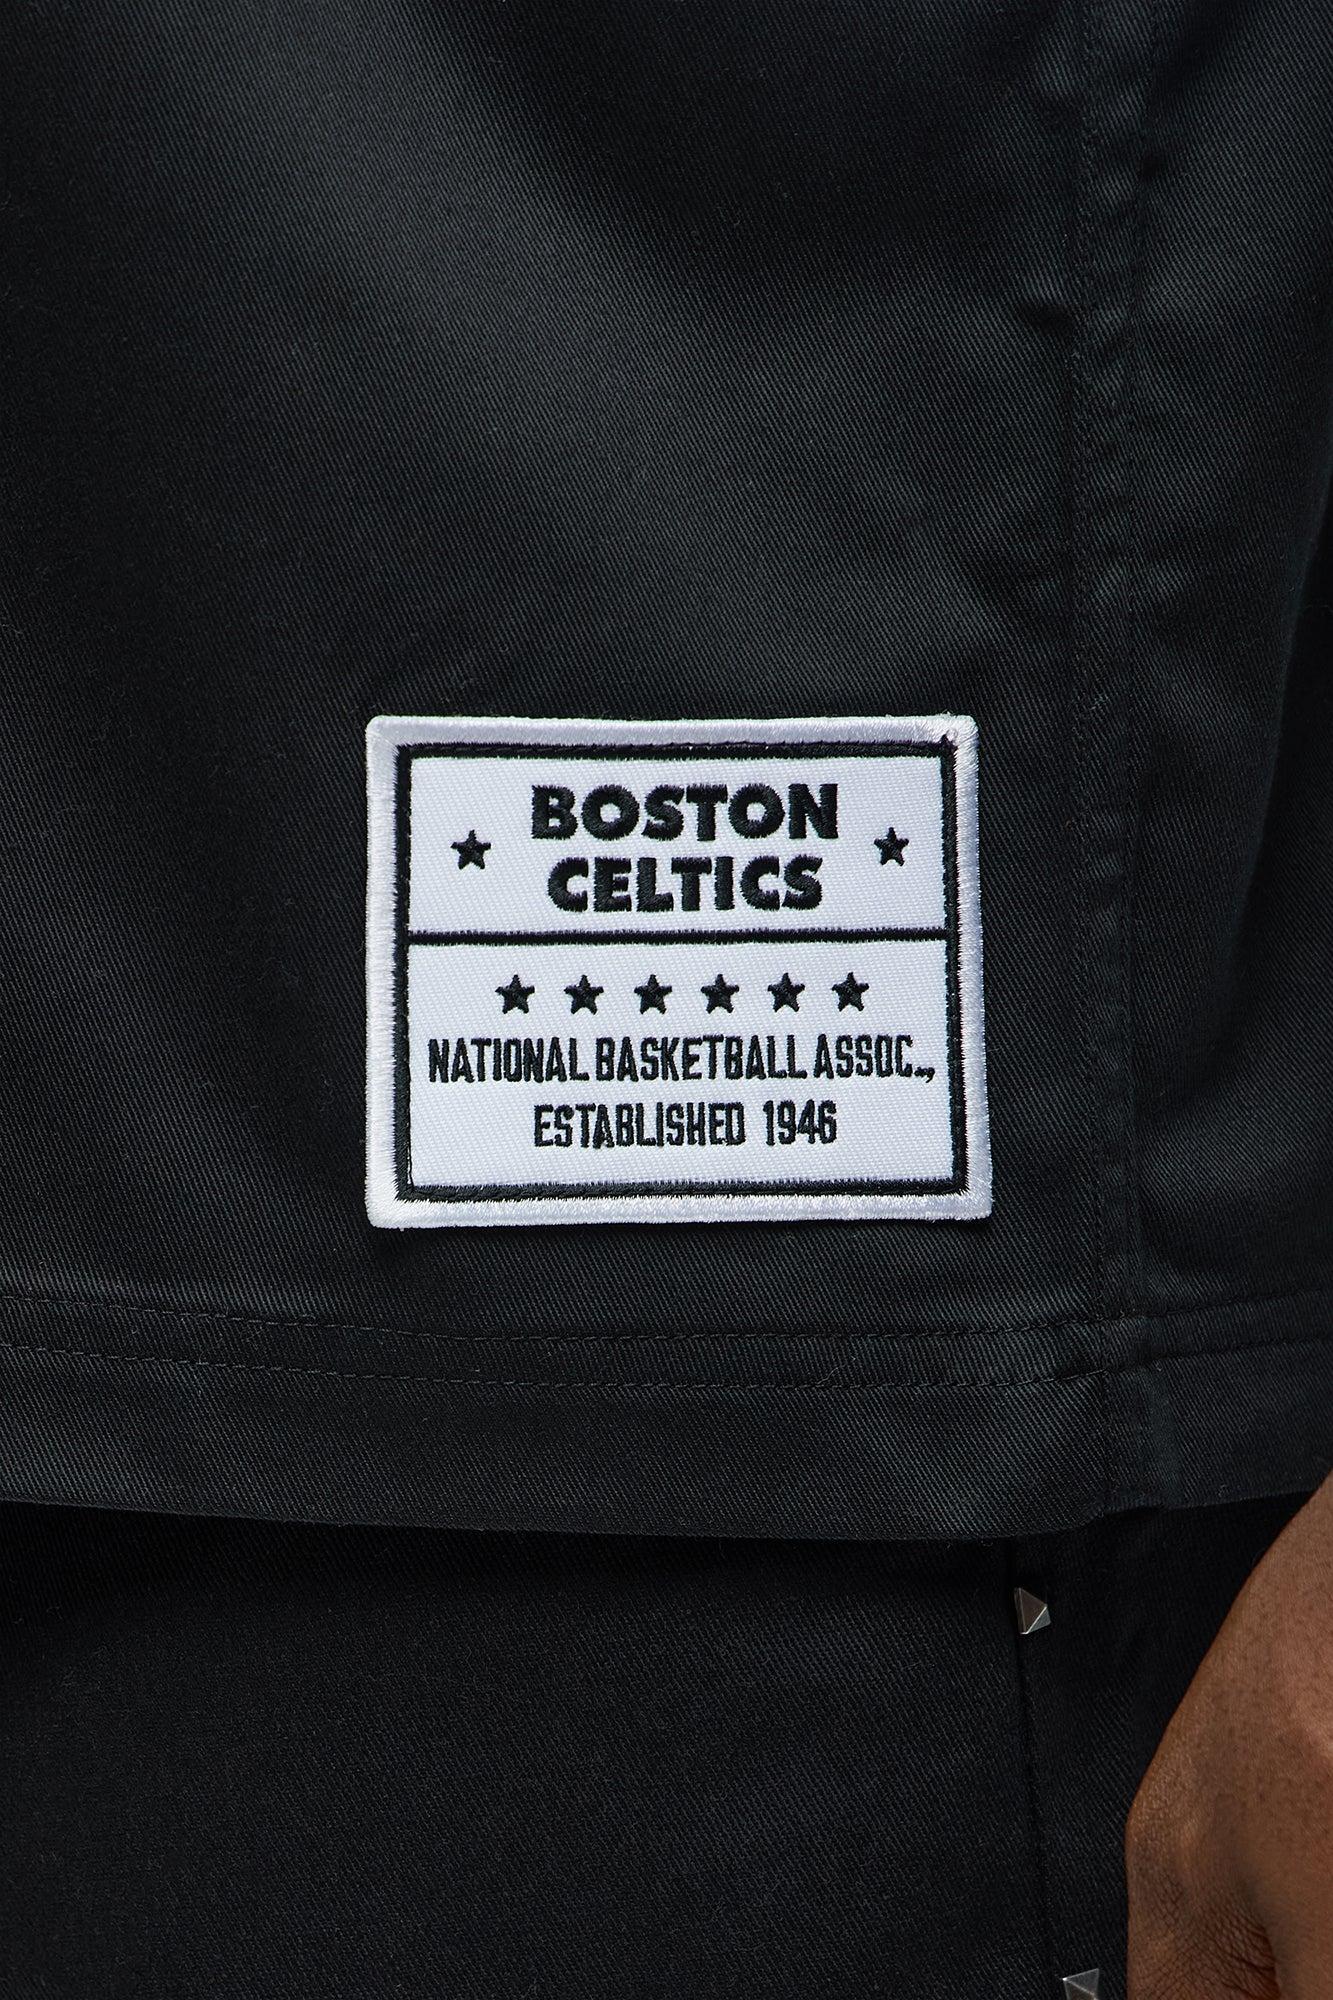 BOSTON
CELTICS
NATIONAL BASKETBALL ASSOC.,
ESTABLISHED 1946